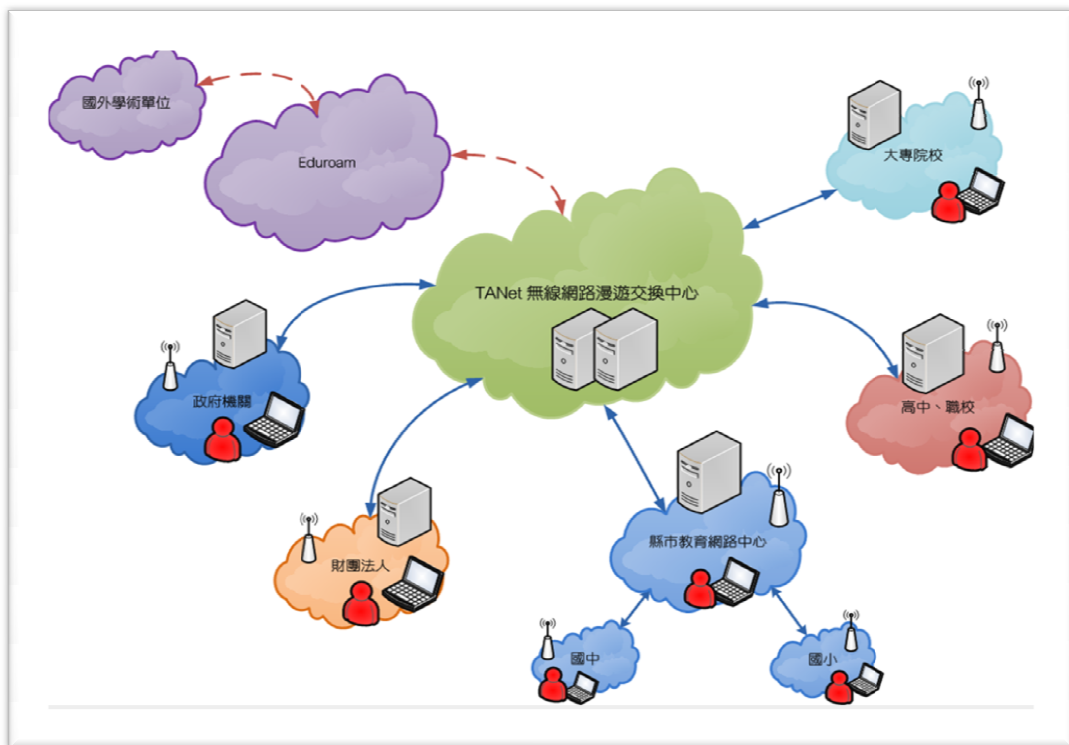 國外學術單位
Eduroam
大專院校
TANet 無線網路漫遊交換中心
政府機關
高中、職校
縣市教育網路中心
財團法人
國中
國小